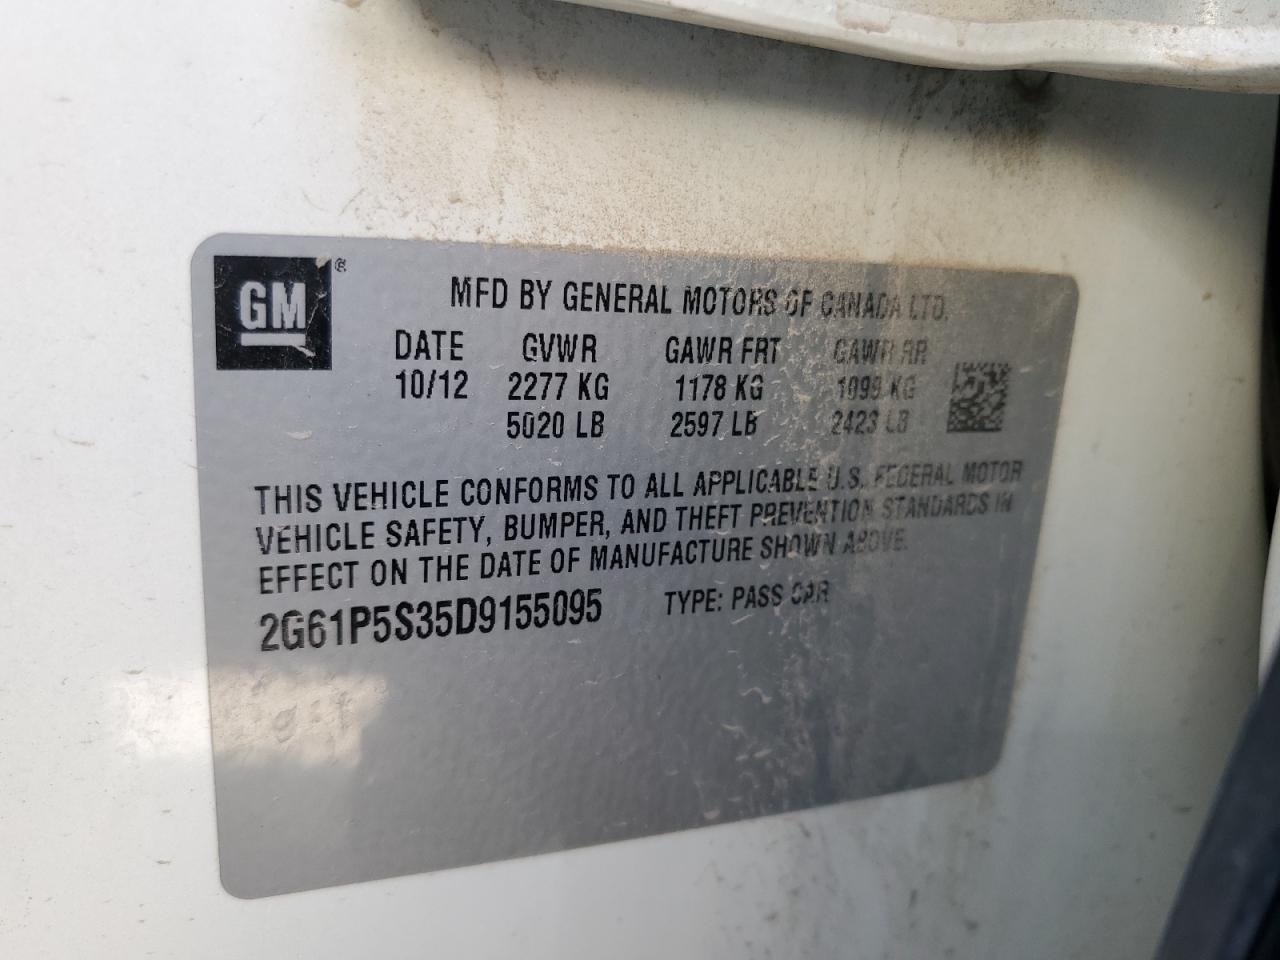 GM ®
MFD BY GENERAL MOTORS OF CANADA LTD.
DATE GVWR GAWR FRT GAWR RR
10/12 2277 KG 1178 KG 1099 KG
5020 LB 2597 LB 2423 LB
THIS VEHICLE CONFORMS TO ALL APPLICABLE U.S. FEDERAL MOTOR
VEHICLE SAFETY, BUMPER, AND THEFT PREVENTION STANDARDS IN
EFFECT ON THE DATE OF MANUFACTURE SHOWN ABOVE.
2G61P5S35D9155095 TYPE: PASS CAR